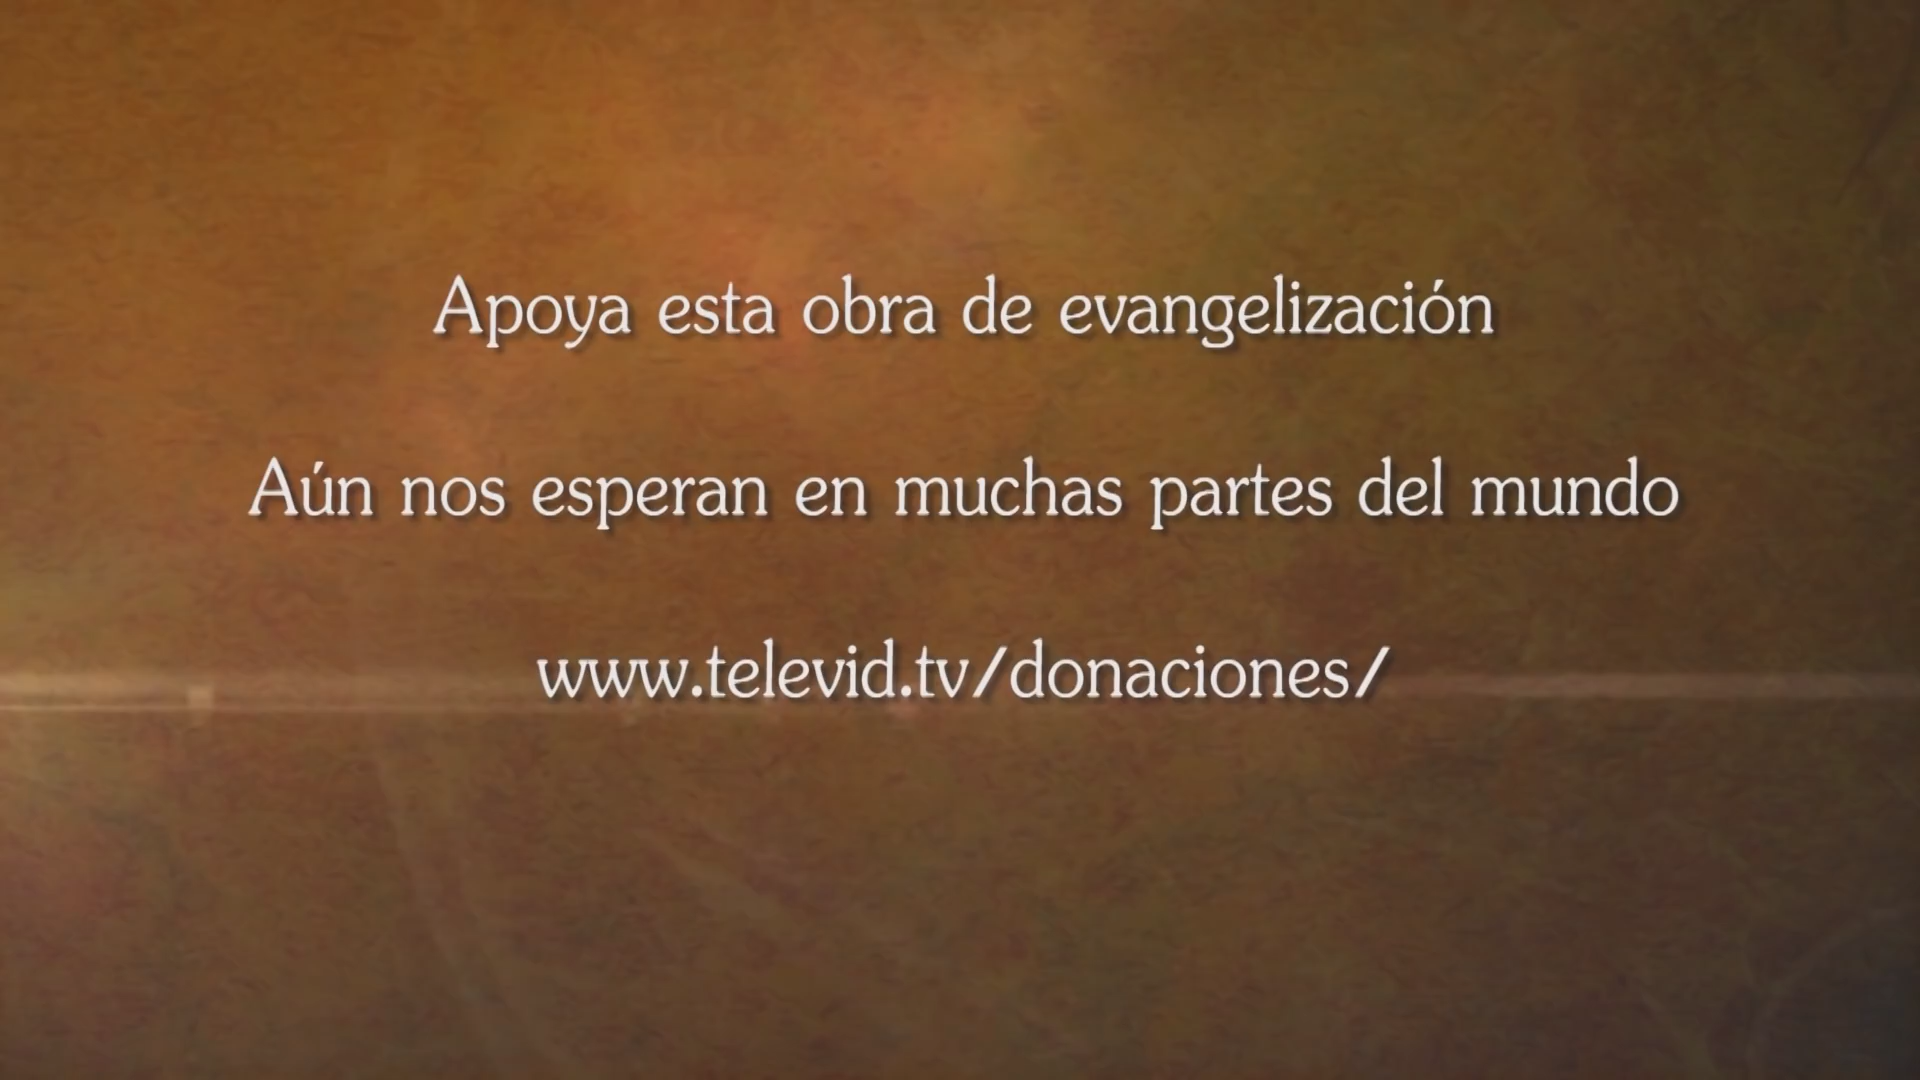 Apoya esta obra de evangelización
Aún nos esperan en muchas partes del mundo
www.televid.tv/donaciones/